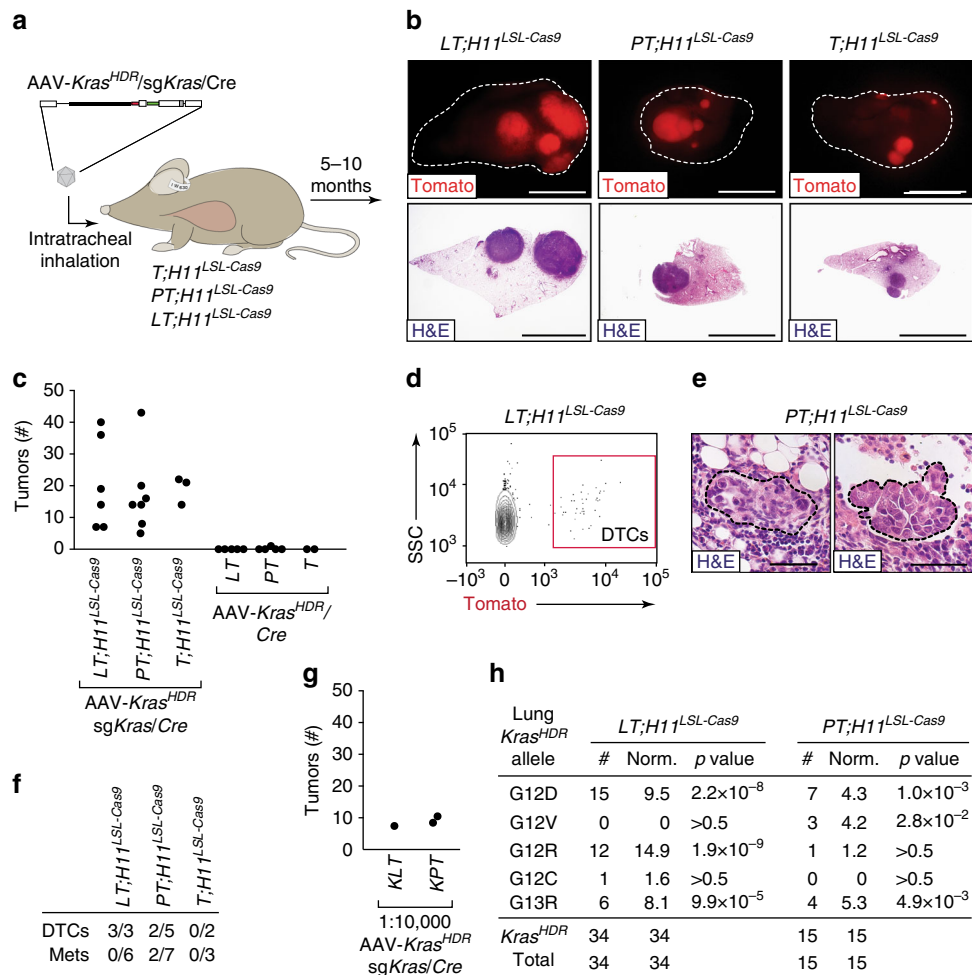 a
AAV-Kras^HDR/sgKras/Cre
Intratracheal
inhalation
5–10
months
T;H11^LSL-Cas9
PT;H11^LSL-Cas9
LT;H11^LSL-Cas9
b
LT;H11^LSL-Cas9 PT;H11^LSL-Cas9 T;H11^LSL-Cas9
Tomato Tomato Tomato
H&E H&E H&E
c
Tumors (#)
50
40
30
20
10
0
LT;H11^LSL-Cas9
PT;H11^LSL-Cas9
T;H11^LSL-Cas9
LT
PT
T
AAV-Kras^HDR
sgKras/Cre
AAV-Kras^HDR/
Cre
d
LT;H11^LSL-Cas9
SSC
10^5
10^4
10^3
DTCs
–10^3 0 10^3 10^4 10^5
Tomato
e
PT;H11^LSL-Cas9
H&E H&E
f
LT;H11^LSL-Cas9
PT;H11^LSL-Cas9
T;H11^LSL-Cas9
DTCs 3/3 2/5 0/2
Mets 0/6 2/7 0/3
g
Tumors (#)
50
40
30
20
10
0
KLT
KPT
1:10,000
AAV-Kras^HDR
sgKras/Cre
h
Lung Kras^HDR allele LT;H11^LSL-Cas9 PT;H11^LSL-Cas9
# Norm. p value # Norm. p value
G12D 15 9.5 2.2×10^–8 7 4.3 1.0×10^–3
G12V 0 0 >0.5 3 4.2 2.8×10^–2
G12R 12 14.9 1.9×10^–9 1 1.2 >0.5
G12C 1 1.6 >0.5 0 0 >0.5
G13R 6 8.1 9.9×10^–5 4 5.3 4.9×10^–3
Kras^HDR 34 34 15 15
Total 34 34 15 15